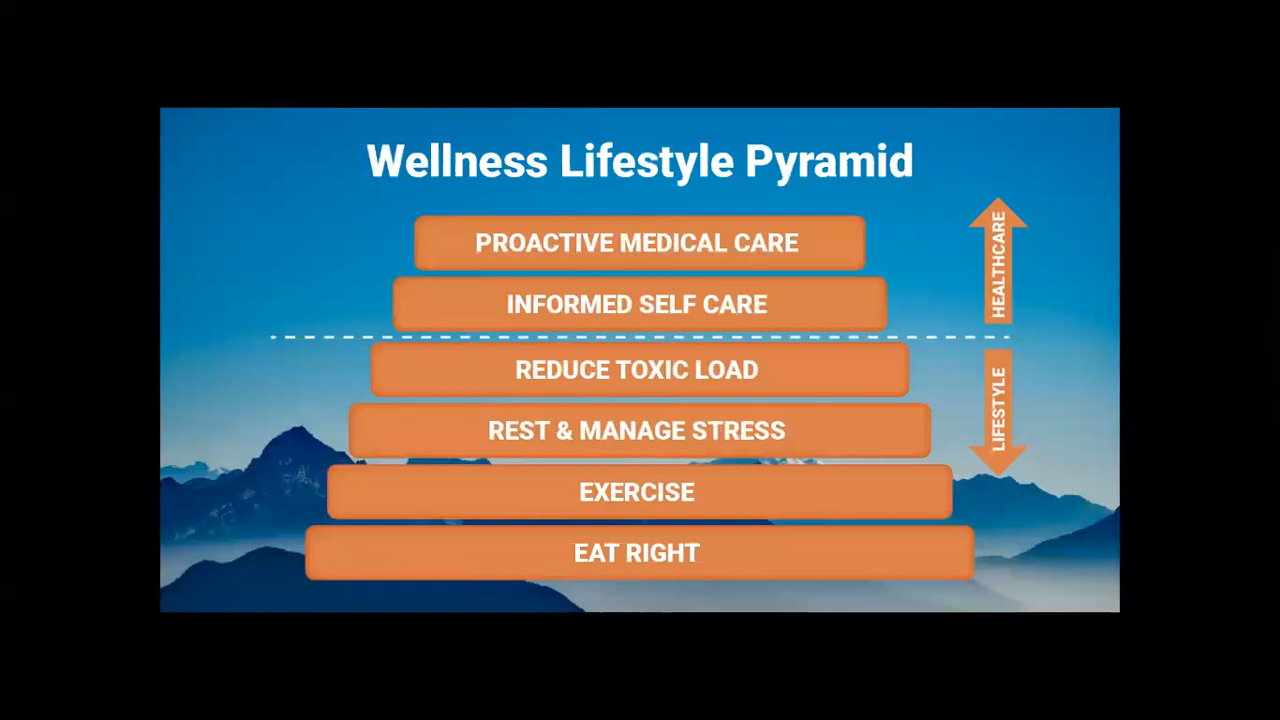 Wellness Lifestyle Pyramid
PROACTIVE MEDICAL CARE
INFORMED SELF CARE
REDUCE TOXIC LOAD
REST & MANAGE STRESS
EXERCISE
EAT RIGHT
HEALTHCARE
LIFESTYLE